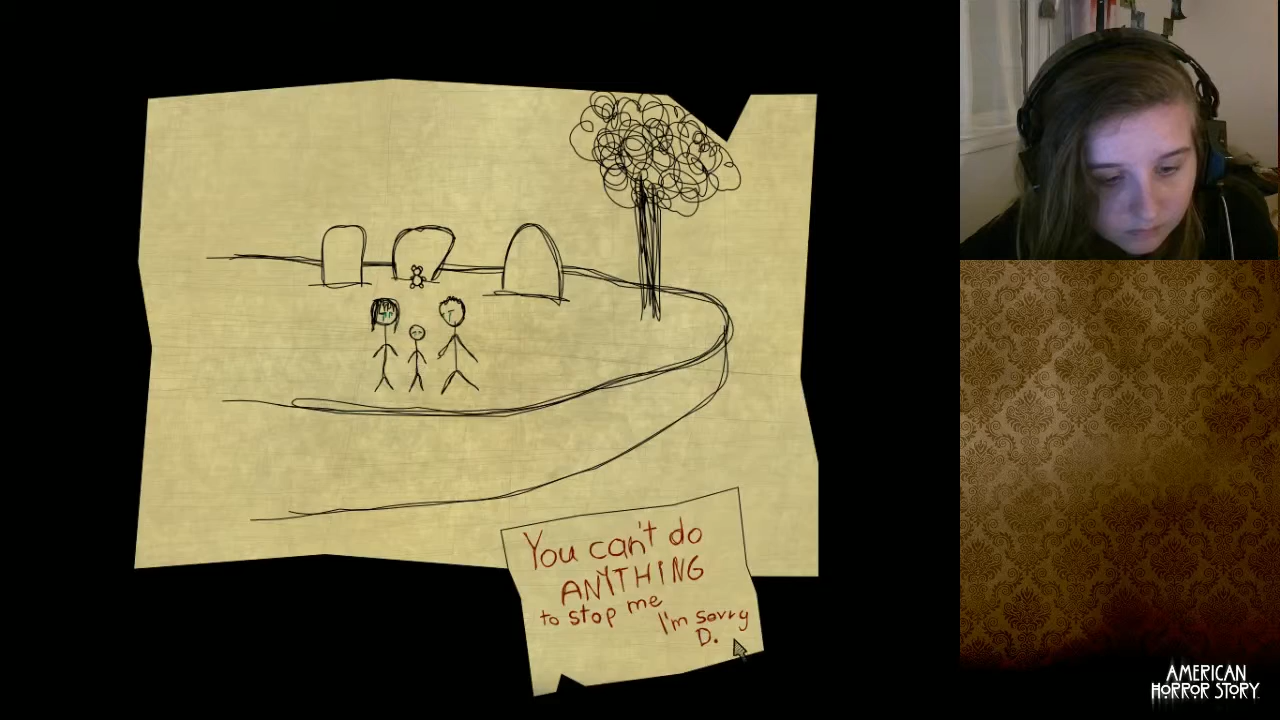 You can't do
ANYTHING
to stop me
I'm sorry
D.
AMERICAN
HORROR STORY